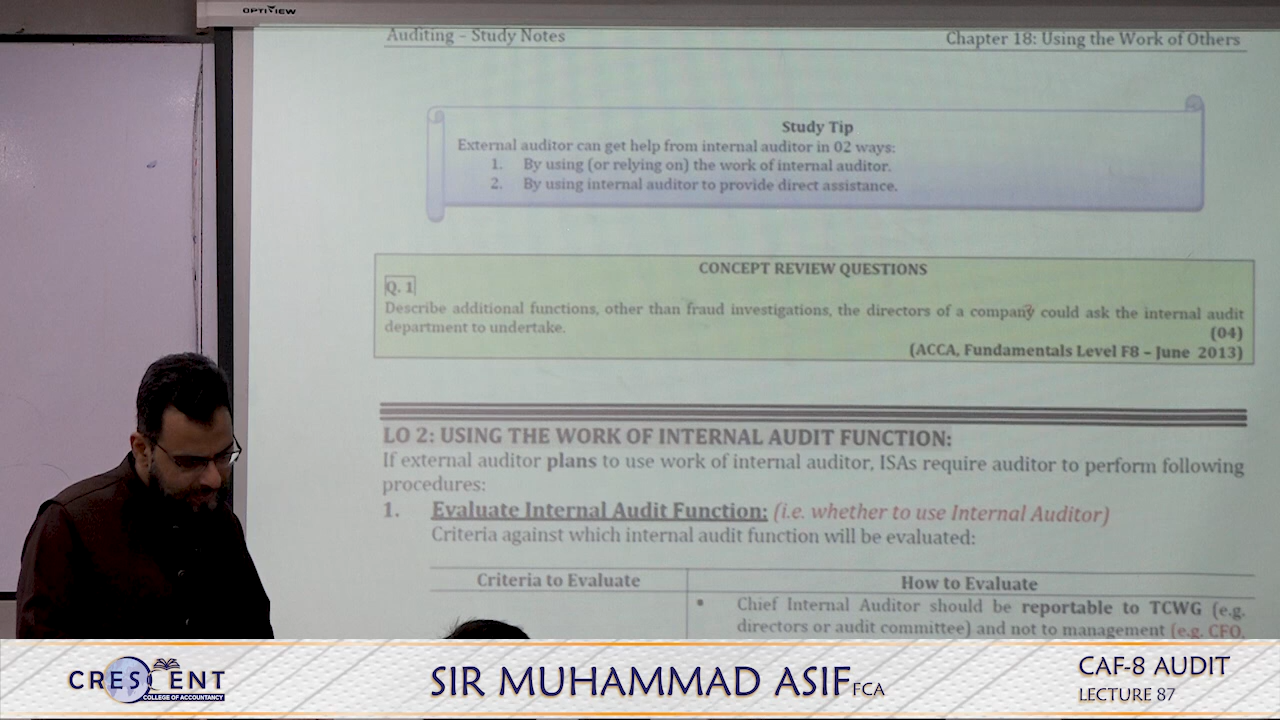 OPTIVIEW
Auditing – Study Notes
Chapter 18: Using the Work of Others
Study Tip
External auditor can get help from internal auditor in 02 ways:
1. By using (or relying on) the work of internal auditor.
2. By using internal auditor to provide direct assistance.
CONCEPT REVIEW QUESTIONS
Q. 1
Describe additional functions, other than fraud investigations, the directors of a company could ask the internal audit
department to undertake.
(04)
(ACCA, Fundamentals Level F8 – June 2013)
LO 2: USING THE WORK OF INTERNAL AUDIT FUNCTION:
If external auditor plans to use work of internal auditor, ISAs require auditor to perform following
procedures:
1. Evaluate Internal Audit Function: (i.e. whether to use Internal Auditor)
Criteria against which internal audit function will be evaluated:
Criteria to Evaluate
How to Evaluate
• Chief Internal Auditor should be reportable to TCWG (e.g.
directors or audit committee) and not to management (e.g. CFO,
CRESCENT
COLLEGE OF ACCOUNTANCY
SIR MUHAMMAD ASIF FCA
CAF-8 AUDIT
LECTURE 87